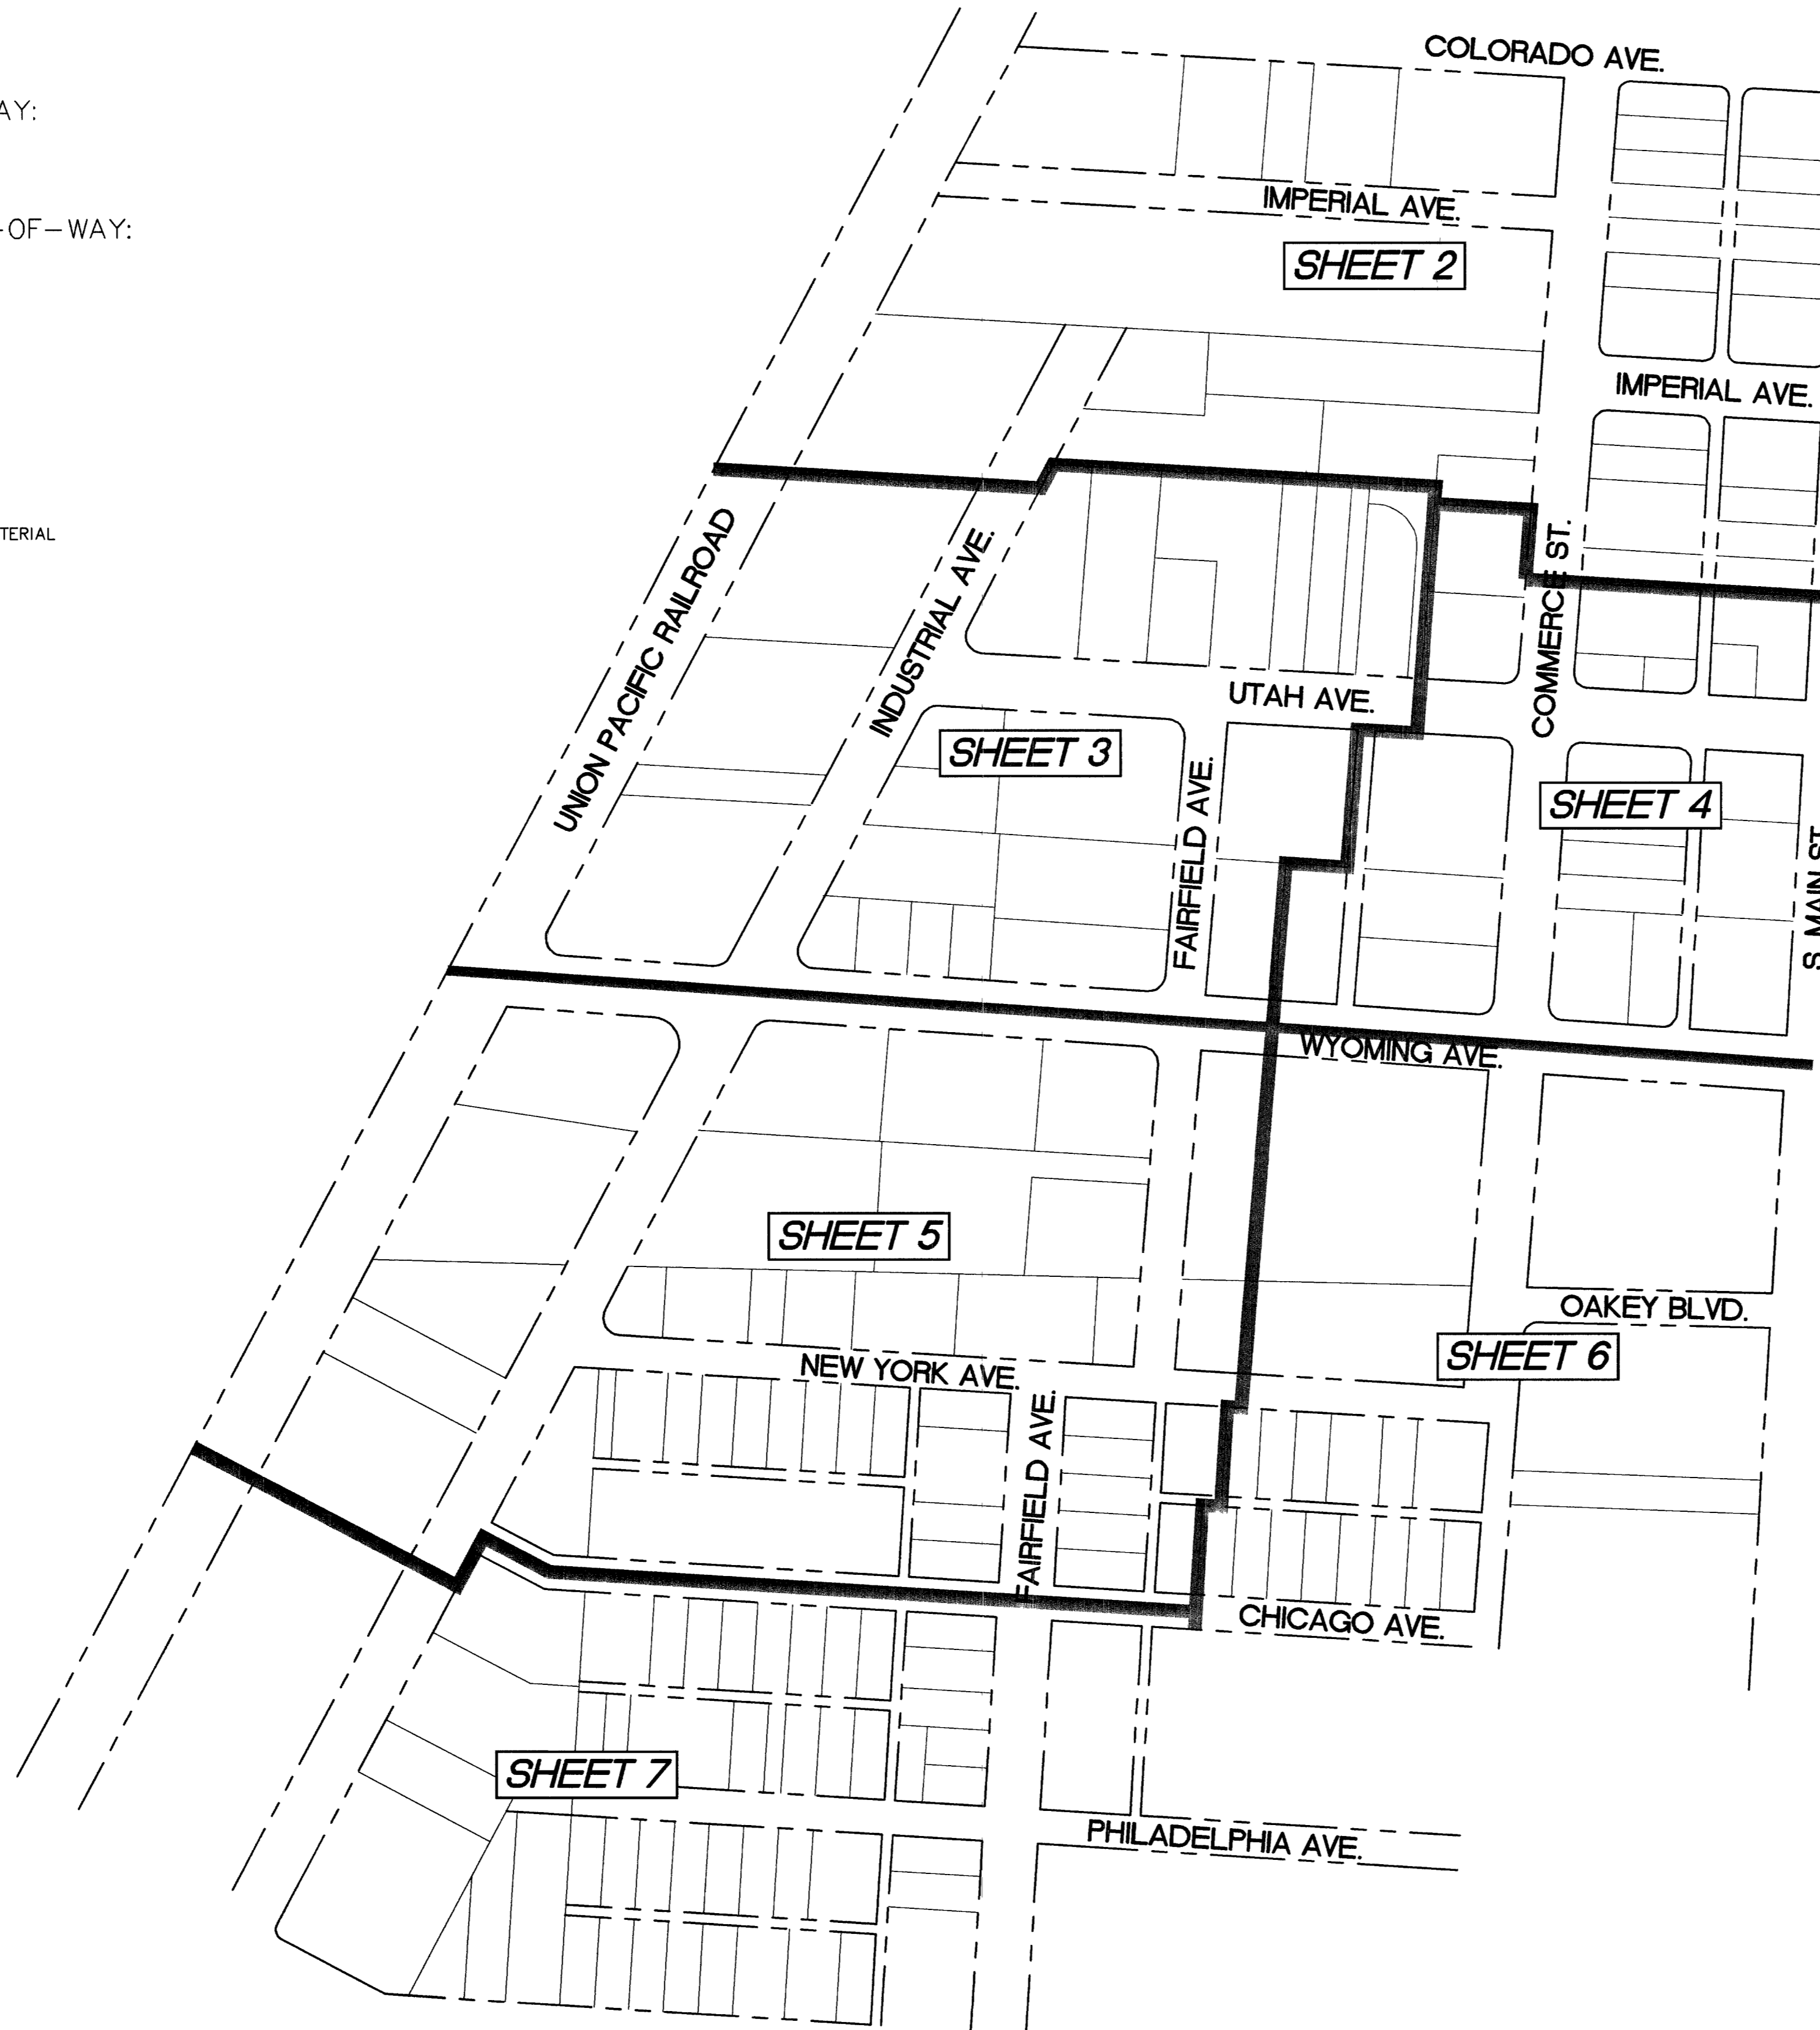 AY:
-OF-WAY:
TERIAL
COLORADO AVE.
IMPERIAL AVE.
SHEET 2
IMPERIAL AVE.
UNION PACIFIC RAILROAD
INDUSTRIAL AVE.
COMMERCE ST.
UTAH AVE.
SHEET 3
FAIRFIELD AVE.
SHEET 4
S. MAIN ST.
WYOMING AVE.
SHEET 5
OAKEY BLVD.
SHEET 6
NEW YORK AVE.
FAIRFIELD AVE.
CHICAGO AVE.
SHEET 7
PHILADELPHIA AVE.